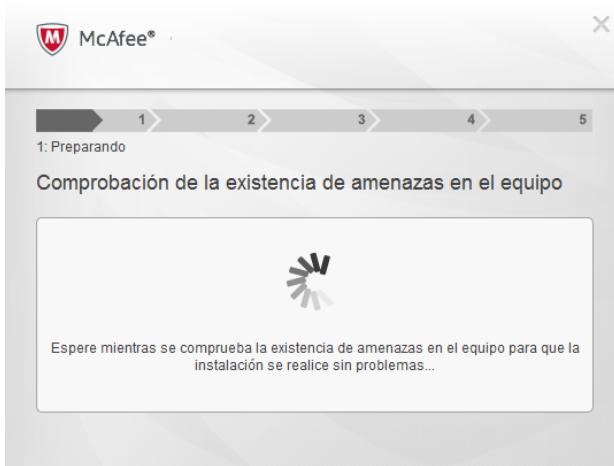 McAfee®
1 2 3 4 5
1: Preparando
Comprobación de la existencia de amenazas en el equipo
Espere mientras se comprueba la existencia de amenazas en el equipo para que la
instalación se realice sin problemas...